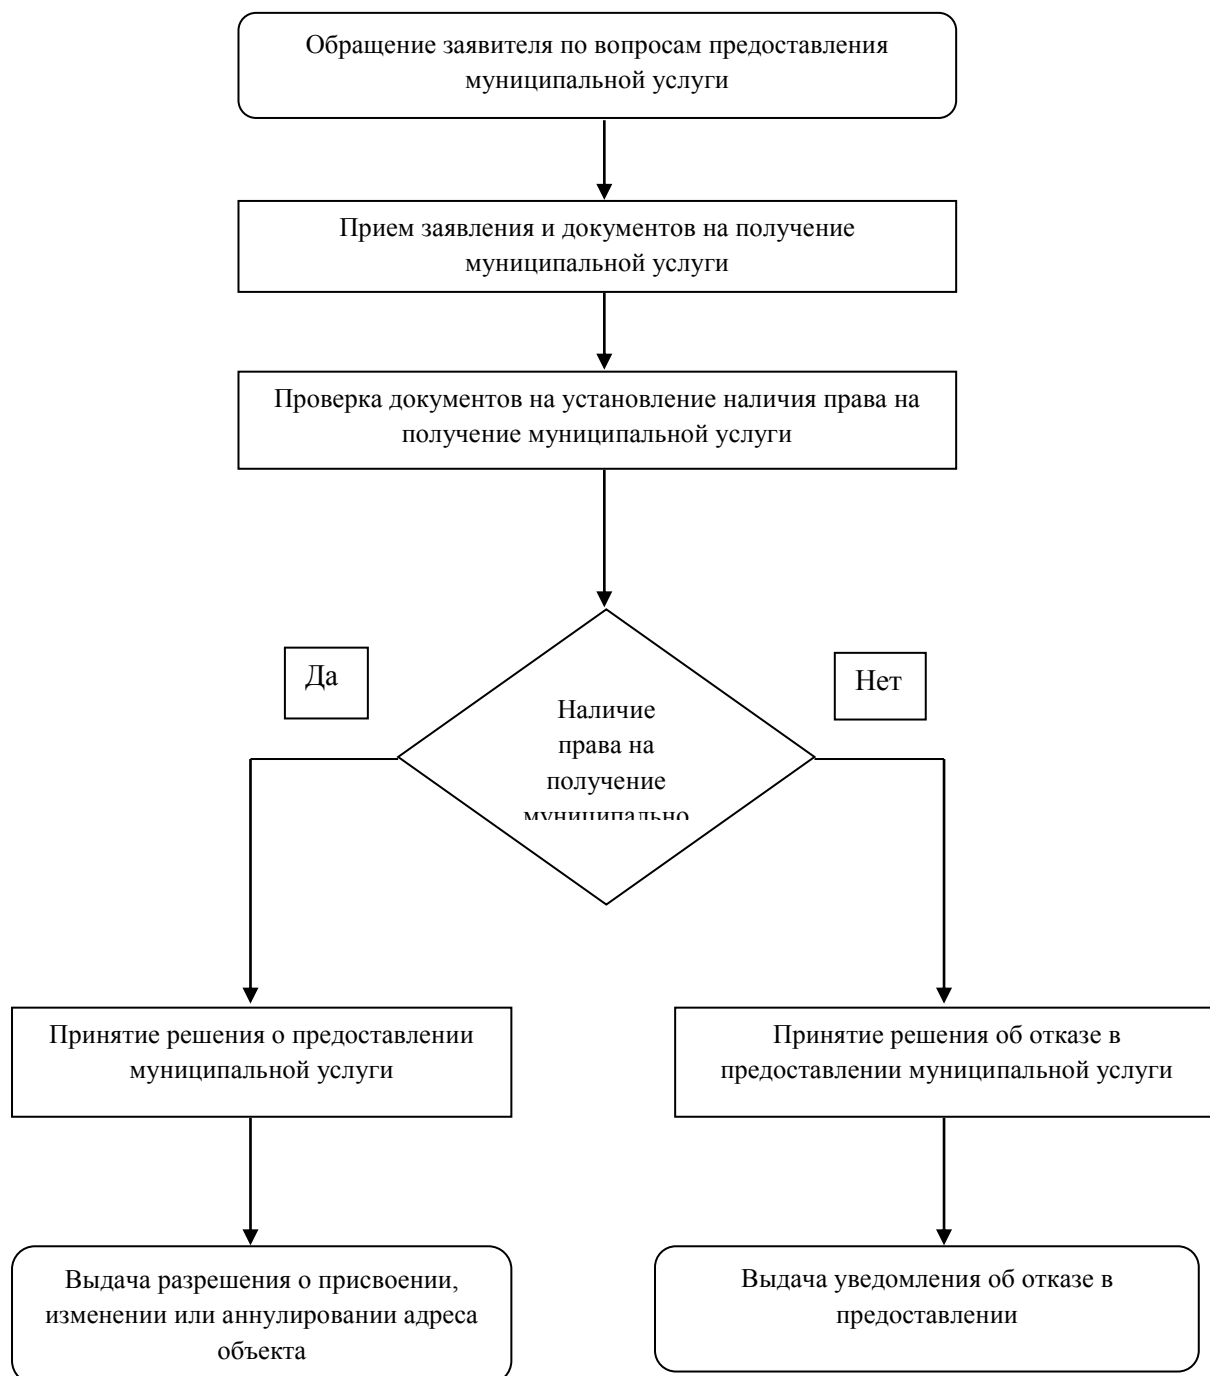 Обращение заявителя по вопросам предоставления
муниципальной услуги
Прием заявления и документов на получение
муниципальной услуги
Проверка документов на установление наличия права на
получение муниципальной услуги
Да
Нет
Наличие
права на
получение
муниципально
Принятие решения о предоставлении
муниципальной услуги
Принятие решения об отказе в
предоставлении муниципальной услуги
Выдача разрешения о присвоении,
изменении или аннулировании адреса
объекта
Выдача уведомления об отказе в
предоставлении